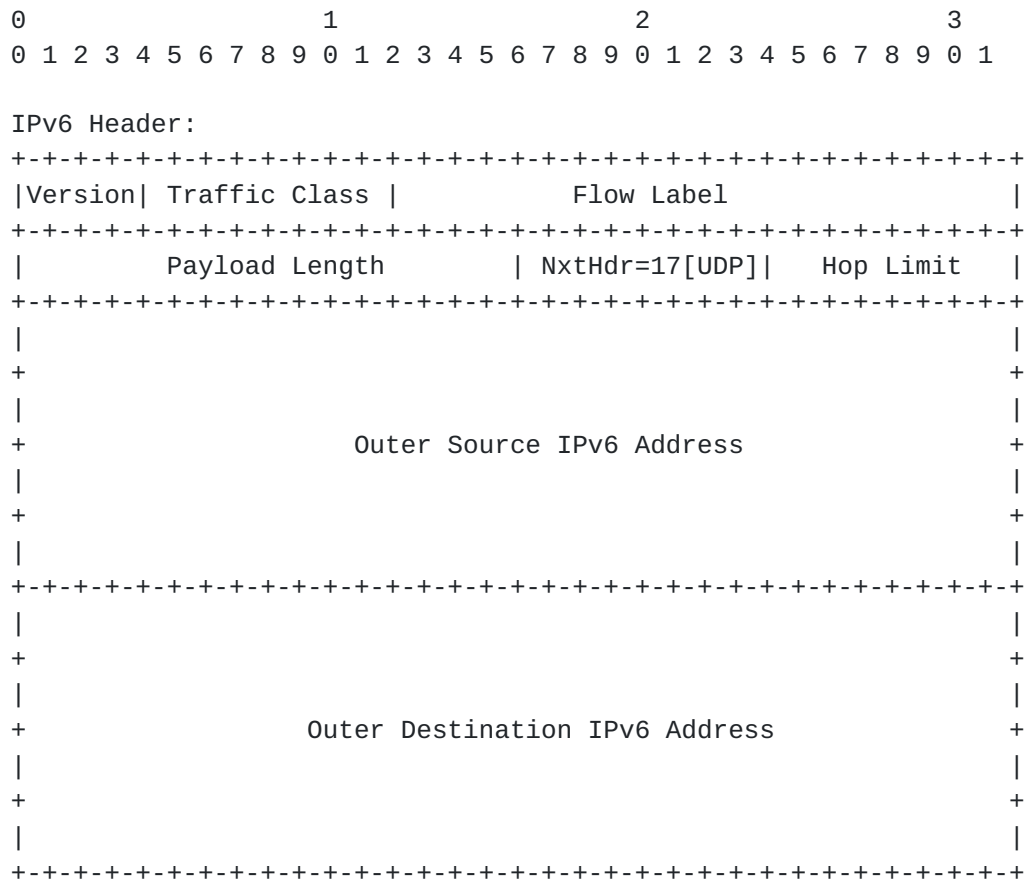 0                   1                   2                   3
0 1 2 3 4 5 6 7 8 9 0 1 2 3 4 5 6 7 8 9 0 1 2 3 4 5 6 7 8 9 0 1

IPv6 Header:
+-+-+-+-+-+-+-+-+-+-+-+-+-+-+-+-+-+-+-+-+-+-+-+-+-+-+-+-+-+-+-+-+
|Version| Traffic Class |           Flow Label                  |
+-+-+-+-+-+-+-+-+-+-+-+-+-+-+-+-+-+-+-+-+-+-+-+-+-+-+-+-+-+-+-+-+
|         Payload Length        | NxtHdr=17[UDP]|   Hop Limit   |
+-+-+-+-+-+-+-+-+-+-+-+-+-+-+-+-+-+-+-+-+-+-+-+-+-+-+-+-+-+-+-+-+
|                                                               |
+                                                               +
|                                                               |
+                     Outer Source IPv6 Address                 +
|                                                               |
+                                                               +
|                                                               |
+-+-+-+-+-+-+-+-+-+-+-+-+-+-+-+-+-+-+-+-+-+-+-+-+-+-+-+-+-+-+-+-+
|                                                               |
+                                                               +
|                                                               |
+                  Outer Destination IPv6 Address               +
|                                                               |
+                                                               +
|                                                               |
+-+-+-+-+-+-+-+-+-+-+-+-+-+-+-+-+-+-+-+-+-+-+-+-+-+-+-+-+-+-+-+-+